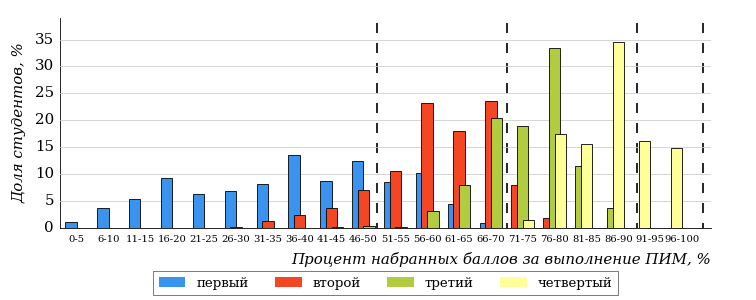 Доля студентов, %
35
30
25
20
15
10
5
0
0-5 6-10 11-15 16-20 21-25 26-30 31-35 36-40 41-45 46-50 51-55 56-60 61-65 66-70 71-75 76-80 81-85 86-90 91-95 96-100
Процент набранных баллов за выполнение ПИМ, %
первый второй третий четвертый